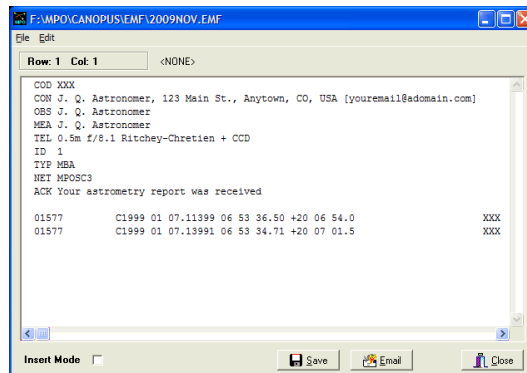 F:\MPO\CANOPUS\EMF\2009NOV.EMF
File Edit
Row: 1 Col: 1 <NONE>
COD XXX
CON J. Q. Astronomer, 123 Main St., Anytown, CO, USA [youremail@adomain.com]
OBS J. Q. Astronomer
MEA J. Q. Astronomer
TEL 0.5m f/8.1 Ritchey-Chretien + CCD
ID 1
TYP MBA
NET MPOSC3
ACK Your astrometry report was received
01577 C1999 01 07.11399 06 53 36.50 +20 06 54.0 XXX
01577 C1999 01 07.13991 06 53 34.71 +20 07 01.5 XXX
Insert Mode Save Email Close